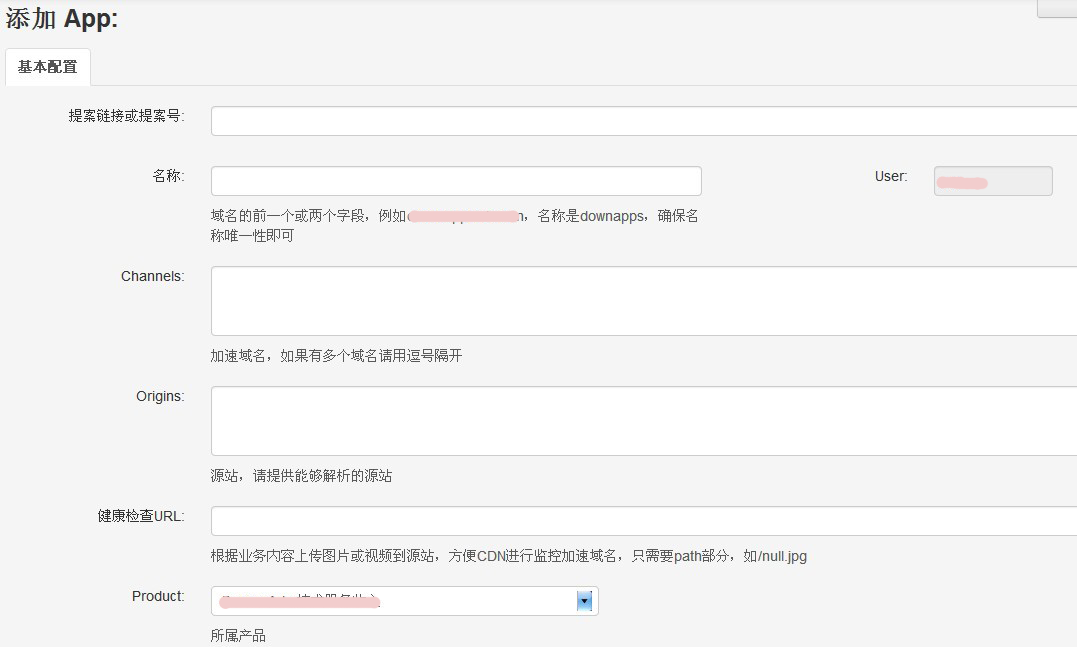 添加 App:
基本配置
提案链接或提案号:
名称:
User:
域名的前一个或两个字段，例如 ，名称是downapps，确保名
称唯一性即可
Channels:
加速域名，如果有多个域名请用逗号隔开
Origins:
源站，请提供能够解析的源站
健康检查URL:
根据业务内容上传图片或视频到源站，方便CDN进行监控加速域名，只需要path部分，如/null.jpg
Product:
所属产品